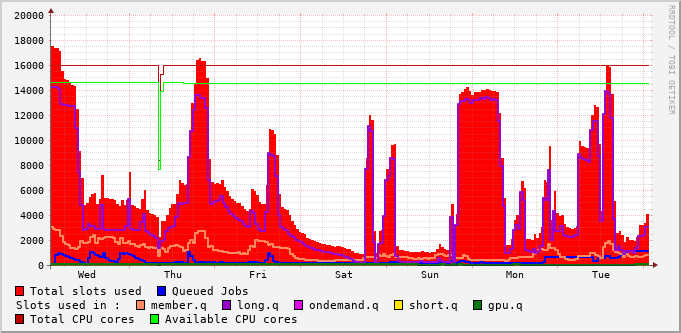 20000
18000
16000
14000
12000
10000
8000
6000
4000
2000
0
Wed Thu Fri Sat Sun Mon Tue
RRDTOOL / TOBI OETIKER
Total slots used Queued Jobs
Slots used in : member.q long.q ondemand.q short.q gpu.q
Total CPU cores Available CPU cores